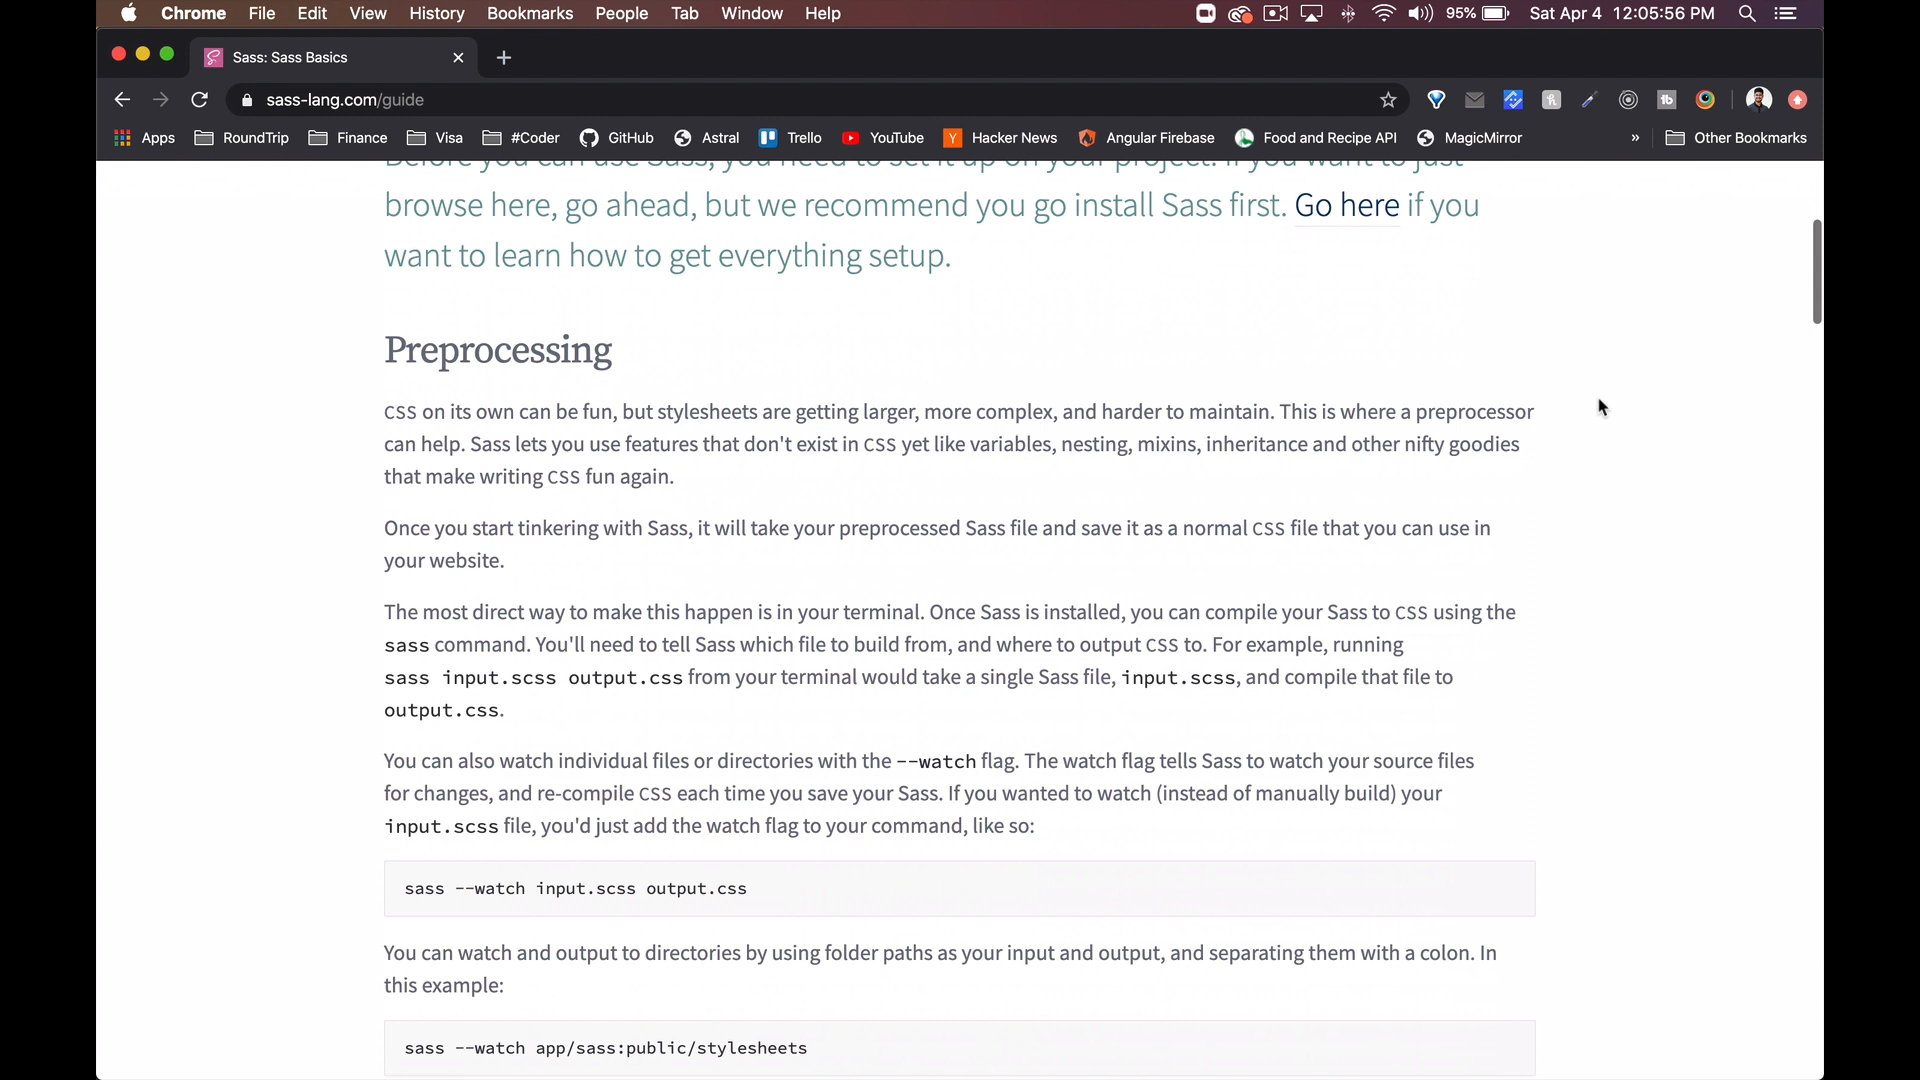 Chrome File Edit View History Bookmarks People Tab Window Help 95% Sat Apr 4 12:05:56 PM
Sass: Sass Basics
sass-lang.com/guide
Apps RoundTrip Finance Visa #Coder GitHub Astral Trello YouTube Hacker News Angular Firebase Food and Recipe API MagicMirror » Other Bookmarks
Before you can use Sass, you need to set it up on your project. If you want to just
browse here, go ahead, but we recommend you go install Sass first. Go here if you
want to learn how to get everything setup.
Preprocessing
CSS on its own can be fun, but stylesheets are getting larger, more complex, and harder to maintain. This is where a preprocessor
can help. Sass lets you use features that don't exist in CSS yet like variables, nesting, mixins, inheritance and other nifty goodies
that make writing CSS fun again.
Once you start tinkering with Sass, it will take your preprocessed Sass file and save it as a normal CSS file that you can use in
your website.
The most direct way to make this happen is in your terminal. Once Sass is installed, you can compile your Sass to CSS using the
sass command. You'll need to tell Sass which file to build from, and where to output CSS to. For example, running
sass input.scss output.css from your terminal would take a single Sass file, input.scss, and compile that file to
output.css.
You can also watch individual files or directories with the --watch flag. The watch flag tells Sass to watch your source files
for changes, and re-compile CSS each time you save your Sass. If you wanted to watch (instead of manually build) your
input.scss file, you'd just add the watch flag to your command, like so:
sass --watch input.scss output.css
You can watch and output to directories by using folder paths as your input and output, and separating them with a colon. In
this example:
sass --watch app/sass:public/stylesheets